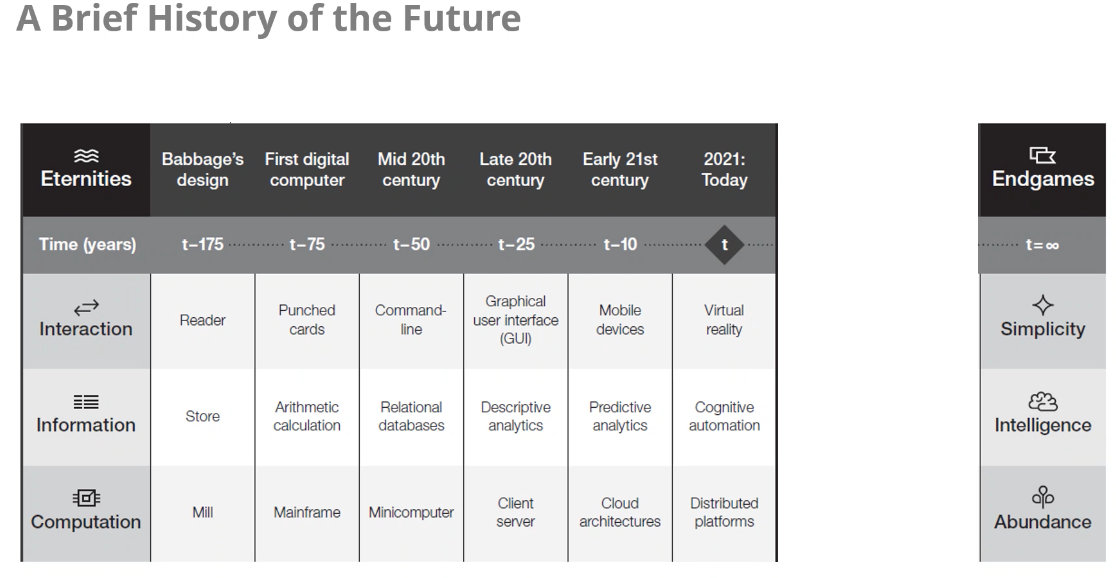 A Brief History of the Future
Eternities
Babbage's
design
First digital
computer
Mid 20th
century
Late 20th
century
Early 21st
century
2021:
Today
Endgames
Time (years)
t–175
t–75
t–50
t–25
t–10
t
t=∞
Interaction
Reader
Punched
cards
Command-
line
Graphical
user interface
(GUI)
Mobile
devices
Virtual
reality
Simplicity
Information
Store
Arithmetic
calculation
Relational
databases
Descriptive
analytics
Predictive
analytics
Cognitive
automation
Intelligence
Computation
Mill
Mainframe
Minicomputer
Client
server
Cloud
architectures
Distributed
platforms
Abundance